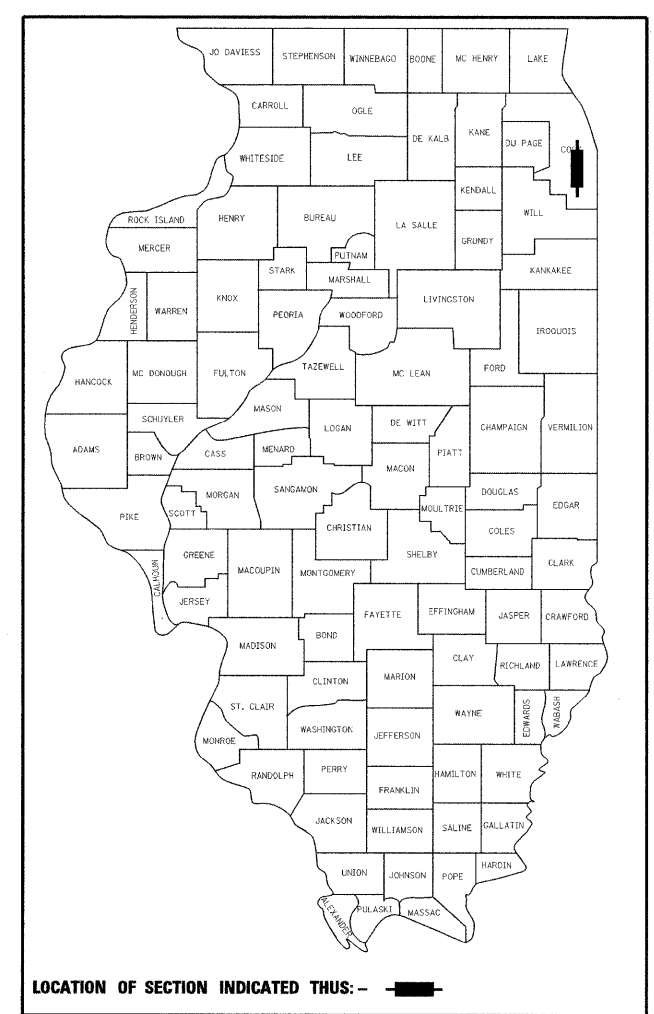 JO DAVIESS
STEPHENSON
WINNEBAGO
BOONE
MC HENRY
LAKE
CARROLL
OGLE
DE KALB
KANE
DU PAGE
CO
WHITESIDE
LEE
KENDALL
WILL
ROCK ISLAND
HENRY
BUREAU
LA SALLE
GRUNDY
MERCER
PUTNAM
STARK
MARSHALL
KANKAKEE
HENDERSON
WARREN
KNOX
PEORIA
WOODFORD
LIVINGSTON
IROQUOIS
HANCOCK
MC DONOUGH
FULTON
TAZEWELL
MC LEAN
FORD
SCHUYLER
MASON
LOGAN
DE WITT
CHAMPAIGN
VERMILION
ADAMS
BROWN
CASS
MENARD
PIATT
MACON
MORGAN
SANGAMON
DOUGLAS
EDGAR
PIKE
SCOTT
CHRISTIAN
MOULTRIE
COLES
GREENE
MACOUPIN
MONTGOMERY
SHELBY
CUMBERLAND
CLARK
CALHOUN
JERSEY
FAYETTE
EFFINGHAM
JASPER
CRAWFORD
MADISON
BOND
CLAY
RICHLAND
LAWRENCE
CLINTON
MARION
ST. CLAIR
WAYNE
EDWARDS
WABASH
MONROE
WASHINGTON
JEFFERSON
RANDOLPH
PERRY
HAMILTON
WHITE
FRANKLIN
JACKSON
WILLIAMSON
SALINE
GALLATIN
UNION
JOHNSON
POPE
HARDIN
ALEXANDER
PULASKI
MASSAC
LOCATION OF SECTION INDICATED THUS: -